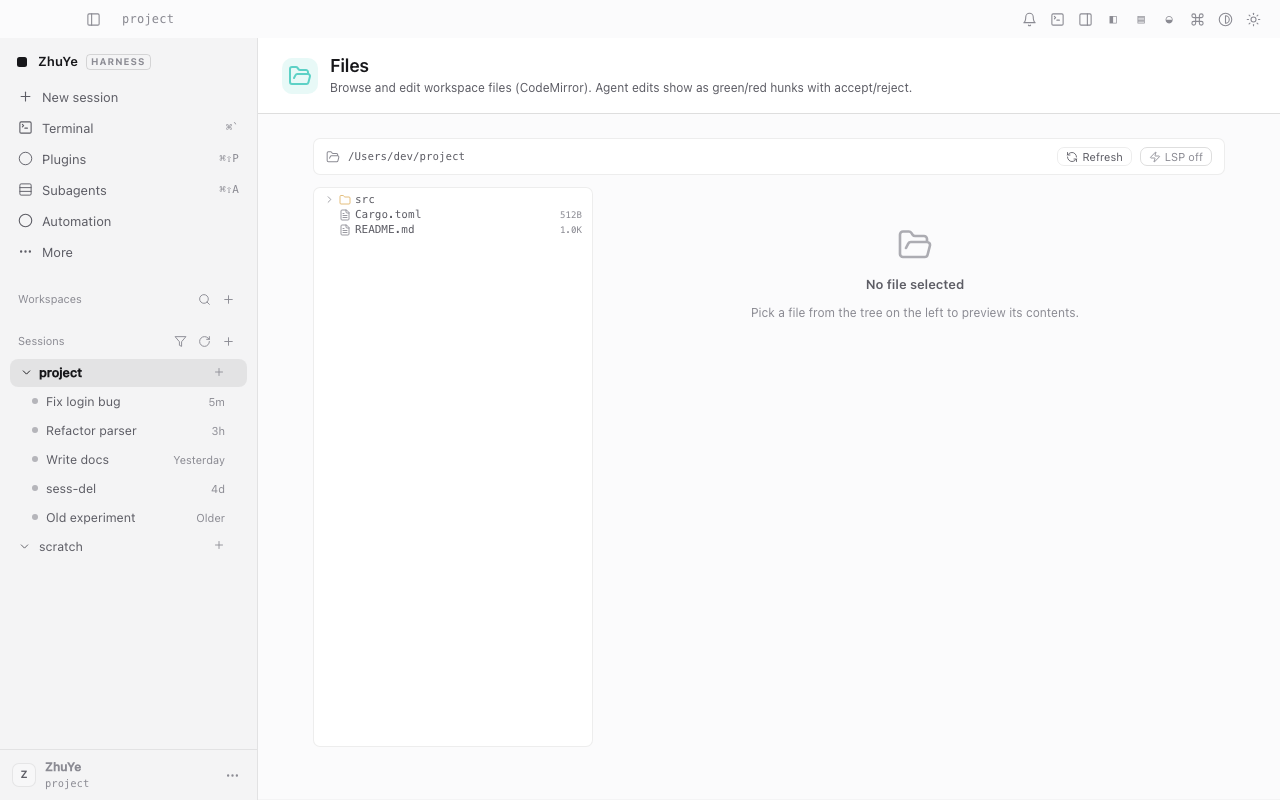 project
ZhuYe HARNESS
New session
Terminal ⌘`
Plugins ⌘⇧P
Subagents ⌘⇧A
Automation
More
Workspaces
Sessions
project
Fix login bug 5m
Refactor parser 3h
Write docs Yesterday
sess-del 4d
Old experiment Older
scratch
Z ZhuYe
project
Files
Browse and edit workspace files (CodeMirror). Agent edits show as green/red hunks with accept/reject.
/Users/dev/project Refresh LSP off
src
Cargo.toml 512B
README.md 1.0K
No file selected
Pick a file from the tree on the left to preview its contents.